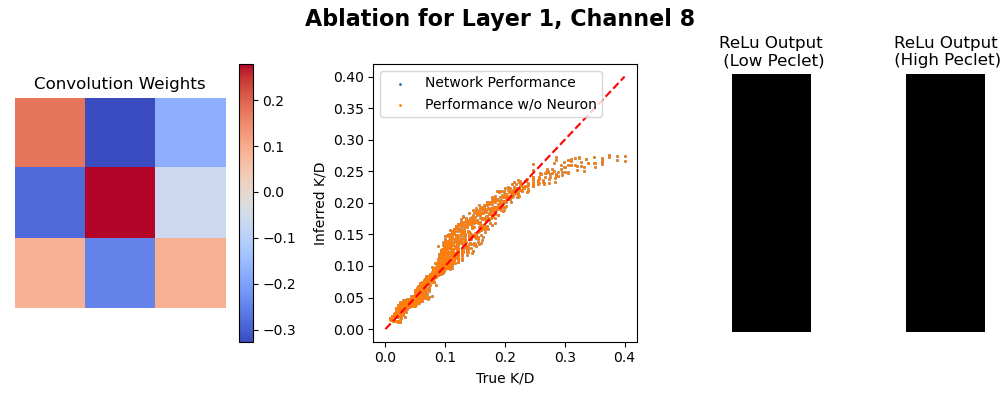 Ablation for Layer 1, Channel 8
Convolution Weights
0.2
0.1
0.0
−0.1
−0.2
−0.3
Network Performance
Performance w/o Neuron
Inferred K/D
0.40
0.35
0.30
0.25
0.20
0.15
0.10
0.05
0.00
0.0
0.1
0.2
0.3
0.4
True K/D
ReLu Output
(Low Peclet)
ReLu Output
(High Peclet)